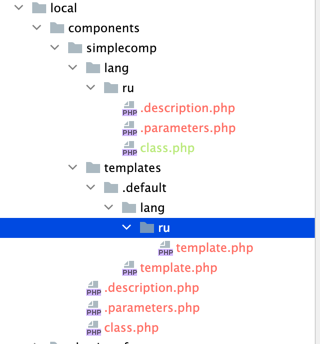 local
components
simplecomp
lang
ru
PHP .description.php
PHP .parameters.php
PHP class.php
templates
.default
lang
ru
PHP template.php
PHP template.php
PHP .description.php
PHP .parameters.php
PHP class.php